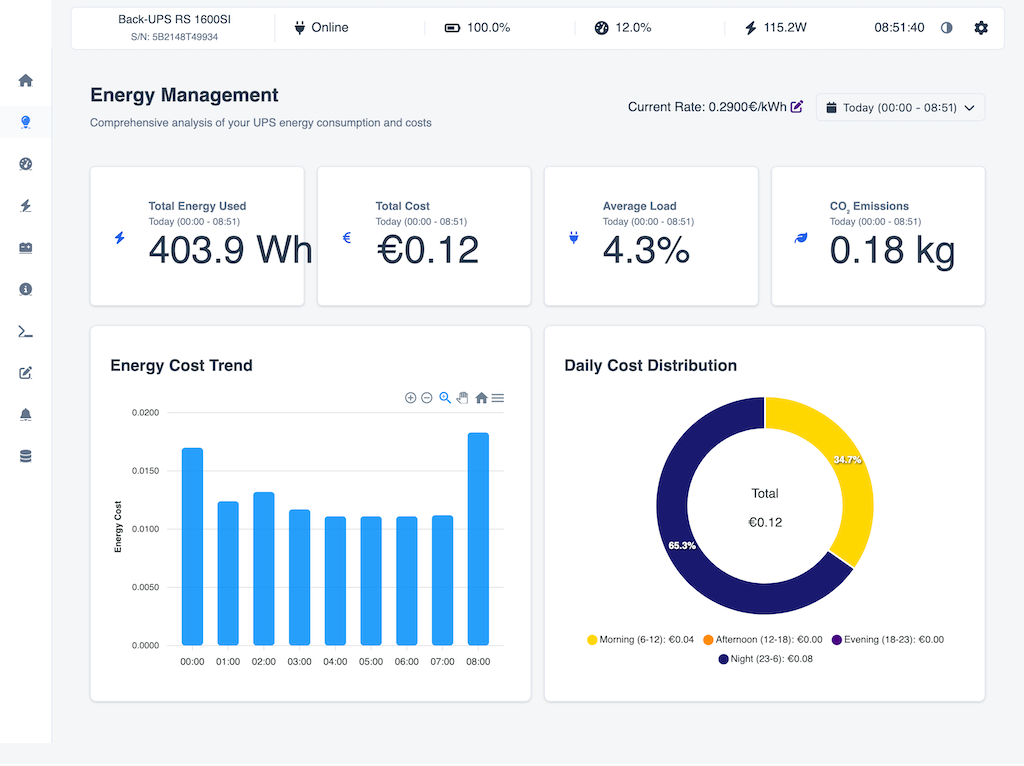 Back-UPS RS 1600SI
S/N: 5B2148T49934
Online
100.0%
12.0%
115.2W
08:51:40
Energy Management
Comprehensive analysis of your UPS energy consumption and costs
Current Rate: 0.2900€/kWh
Today (00:00 - 08:51)
Total Energy Used
Today (00:00 - 08:51)
403.9 Wh
Total Cost
Today (00:00 - 08:51)
€0.12
Average Load
Today (00:00 - 08:51)
4.3%
CO₂ Emissions
Today (00:00 - 08:51)
0.18 kg
Energy Cost Trend
0.0200
0.0150
0.0100
0.0050
0.0000
Energy Cost
00:00 01:00 02:00 03:00 04:00 05:00 06:00 07:00 08:00
Daily Cost Distribution
34.7%
65.3%
Total
€0.12
Morning (6-12): €0.04 Afternoon (12-18): €0.00 Evening (18-23): €0.00
Night (23-6): €0.08